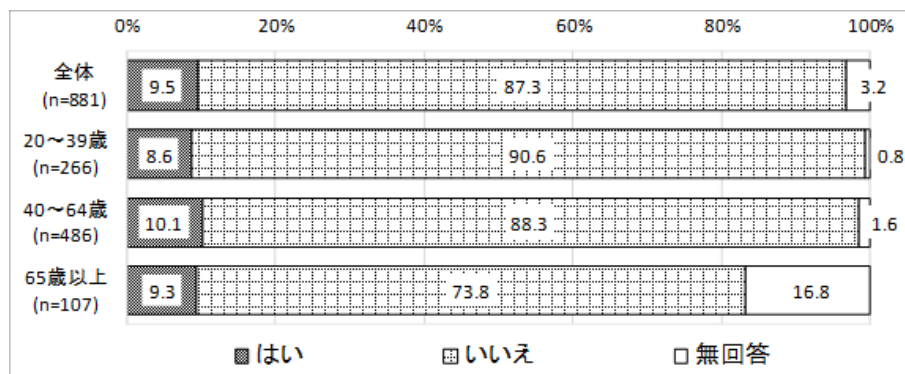 0% 20% 40% 60% 80% 100%
全体
(n=881)
9.5 87.3 3.2
20～39歳
(n=266)
8.6 90.6 0.8
40～64歳
(n=486)
10.1 88.3 1.6
65歳以上
(n=107)
9.3 73.8 16.8
はい いいえ 無回答